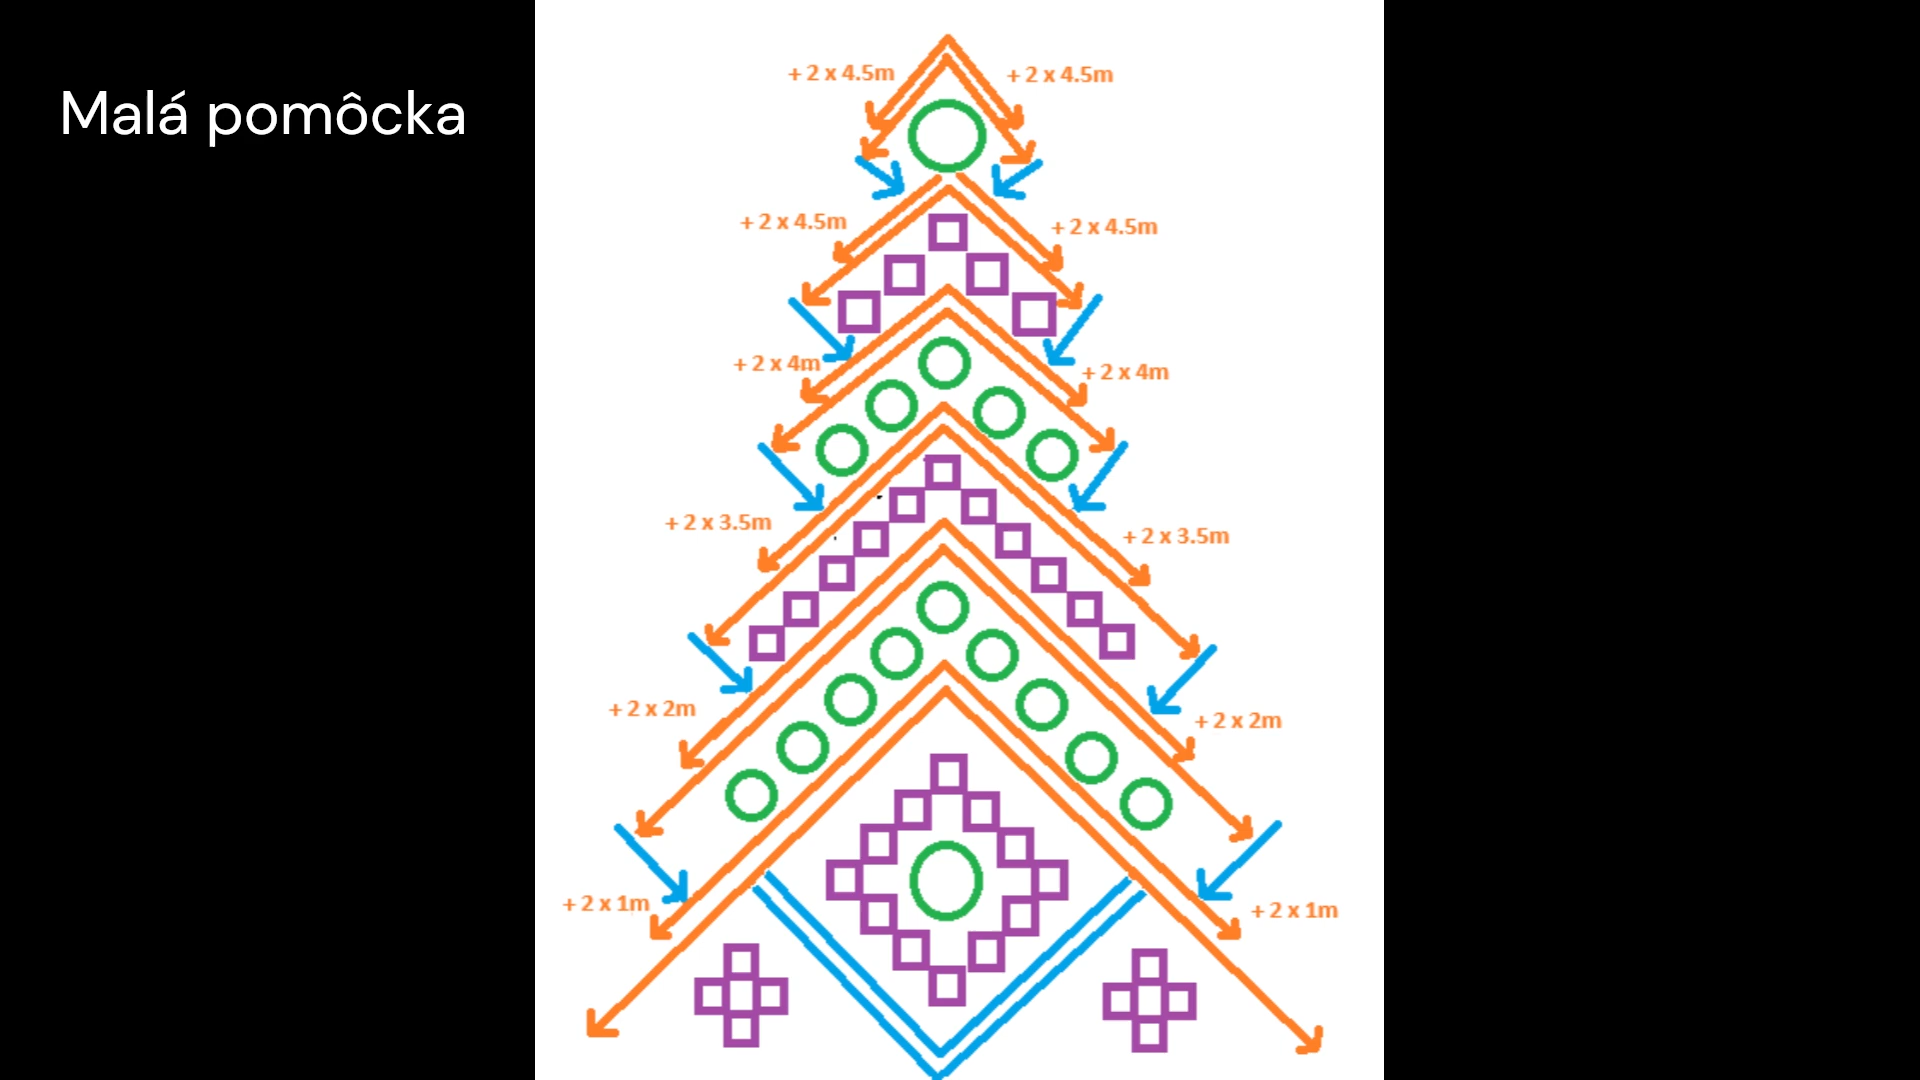 Malá pomôcka
+ 2 x 4.5m
+ 2 x 4.5m
+ 2 x 4.5m
+ 2 x 4.5m
+ 2 x 4m
+ 2 x 4m
+ 2 x 3.5m
+ 2 x 3.5m
+ 2 x 2m
+ 2 x 2m
+ 2 x 1m
+ 2 x 1m